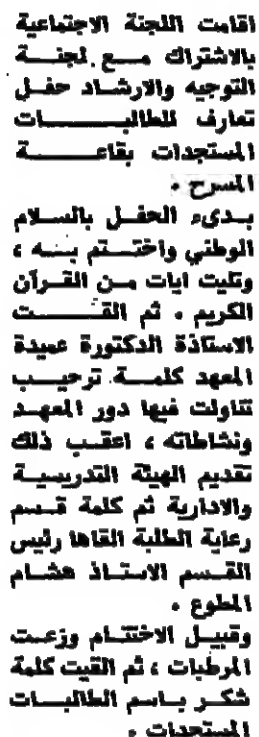 اقامت اللجنة الاجتماعية
بالاشتراك مع لجنة
التوجيه والارشاد حفل
تعارف للطالبات
المستجدات بقاعة
المسرح .
بدىء الحفل بالسلام
الوطني واختتم به ،
وتليت ايات من القرآن
الكريم . ثم القت
الاستاذة الدكتورة عميدة
المعهد كلمة ترحيب
تناولت فيها دور المعهد
ونشاطاته ، اعقب ذلك
تقديم الهيئة التدريسية
والادارية ثم كلمة قسم
رعاية الطلبة القاها رئيس
القسم الاستاذ هشام
المطوع .
وقبيل الاختتام وزعت
المرطبات ، ثم القيت كلمة
شكر باسم الطالبات
المستجدات .